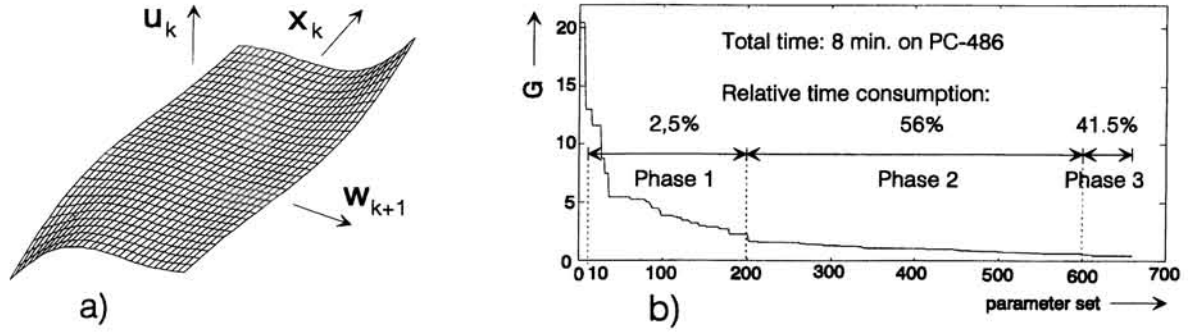 u_k
x_k
w_{k+1}
a)
G
20
15
10
5
0
Total time: 8 min. on PC-486
Relative time consumption:
2,5%
56%
41.5%
Phase 1
Phase 2
Phase 3
0 10 100 200 300 400 500 600 700
parameter set
b)